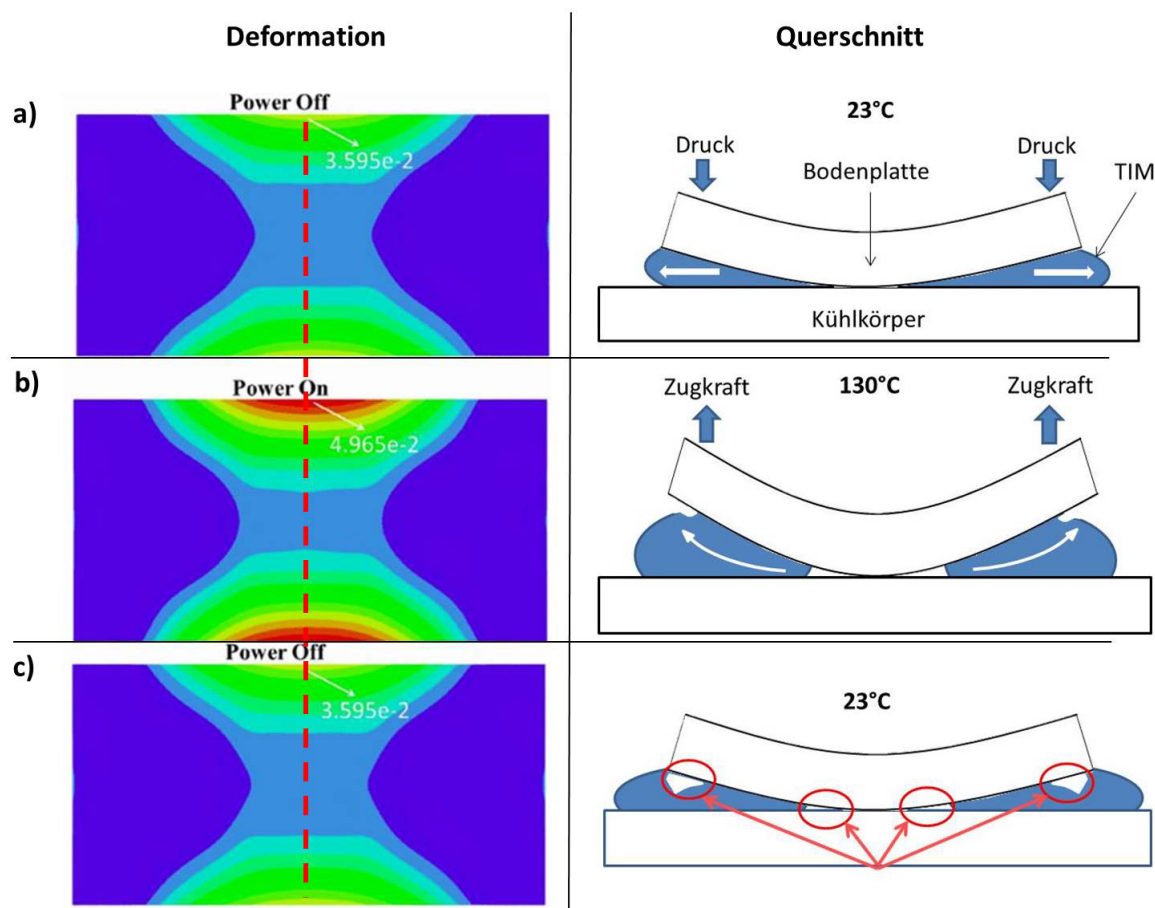 Deformation
Querschnitt
a)
Power Off
3.595e-2
23°C
Druck
Druck
Bodenplatte
TIM
Kühlkörper
b)
Power On
4.965e-2
Zugkraft
130°C
Zugkraft
c)
Power Off
3.595e-2
23°C